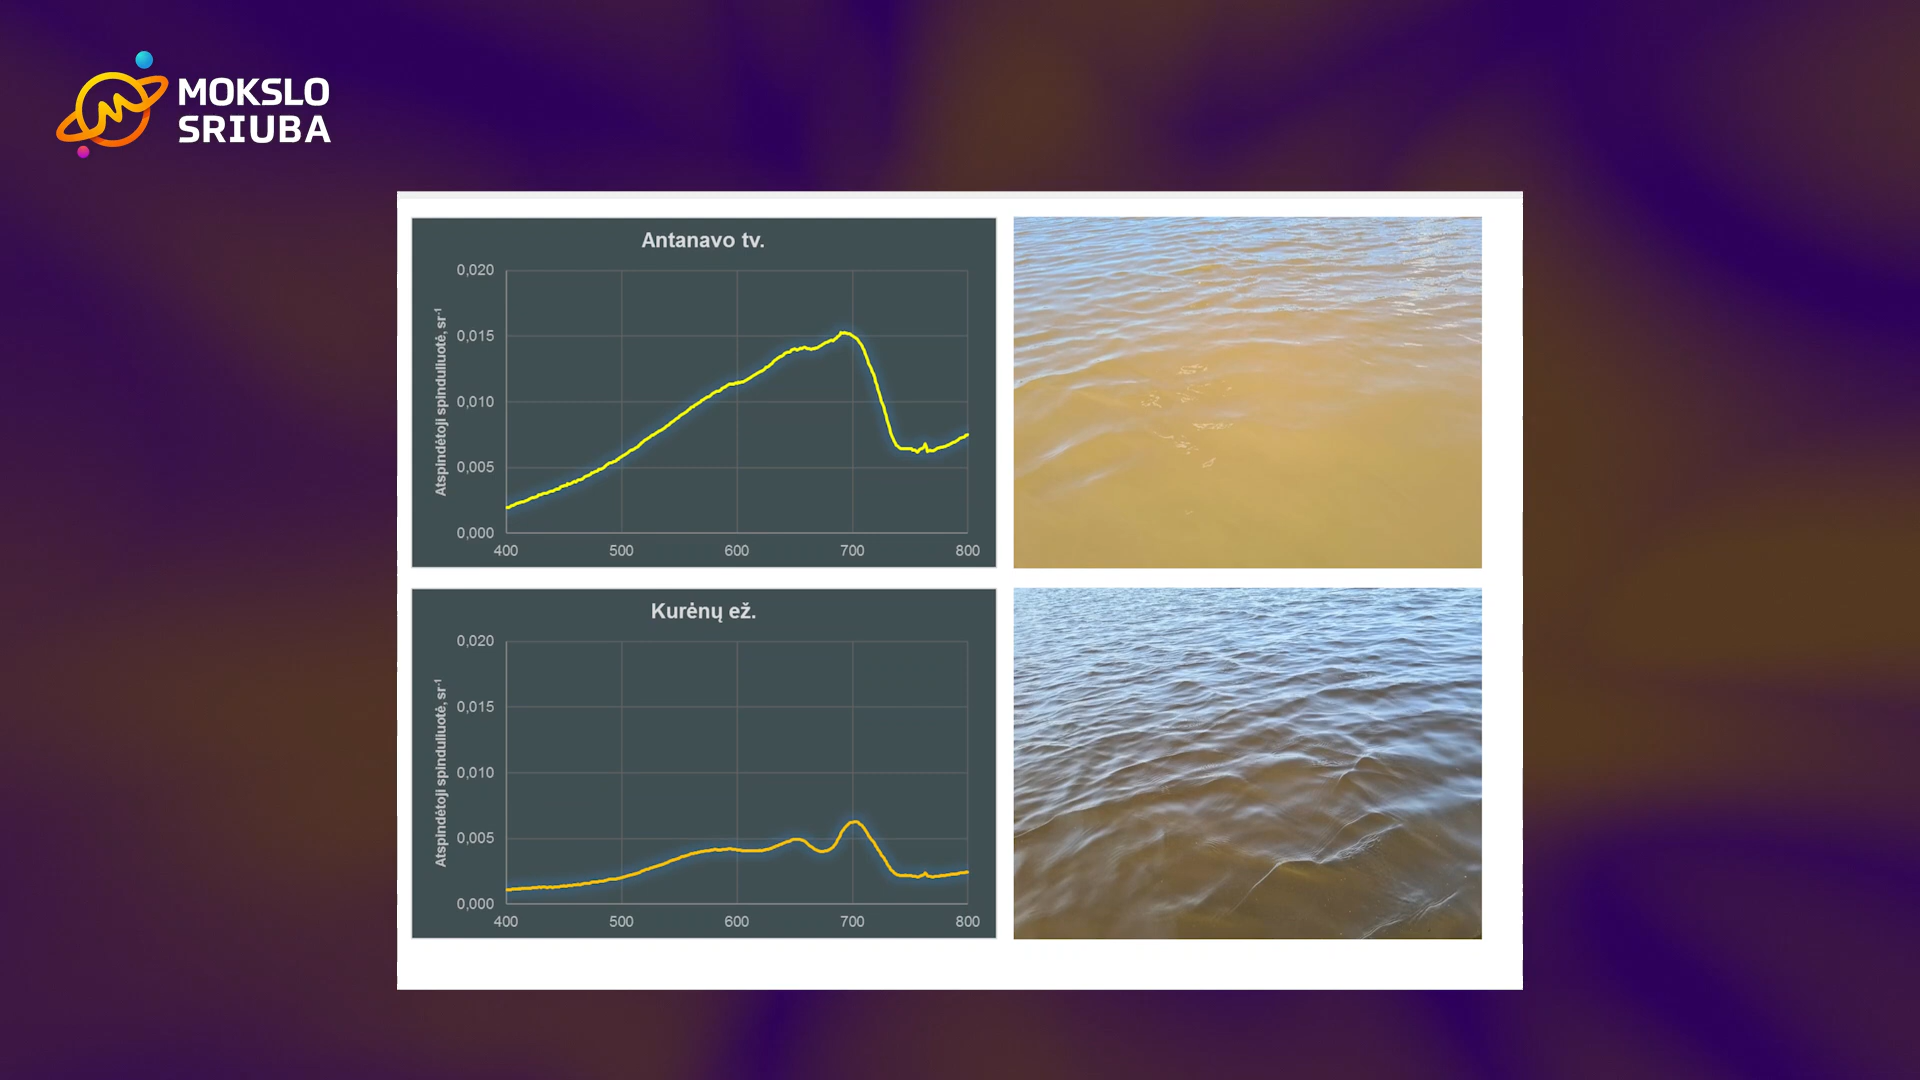 MOKSLO
SRIUBA
Antanavo tv.
Atspindėtoji spinduliuotė, sr-1
0,020
0,015
0,010
0,005
0,000
400 500 600 700 800
Kurėnų ež.
Atspindėtoji spinduliuotė, sr-1
0,020
0,015
0,010
0,005
0,000
400 500 600 700 800